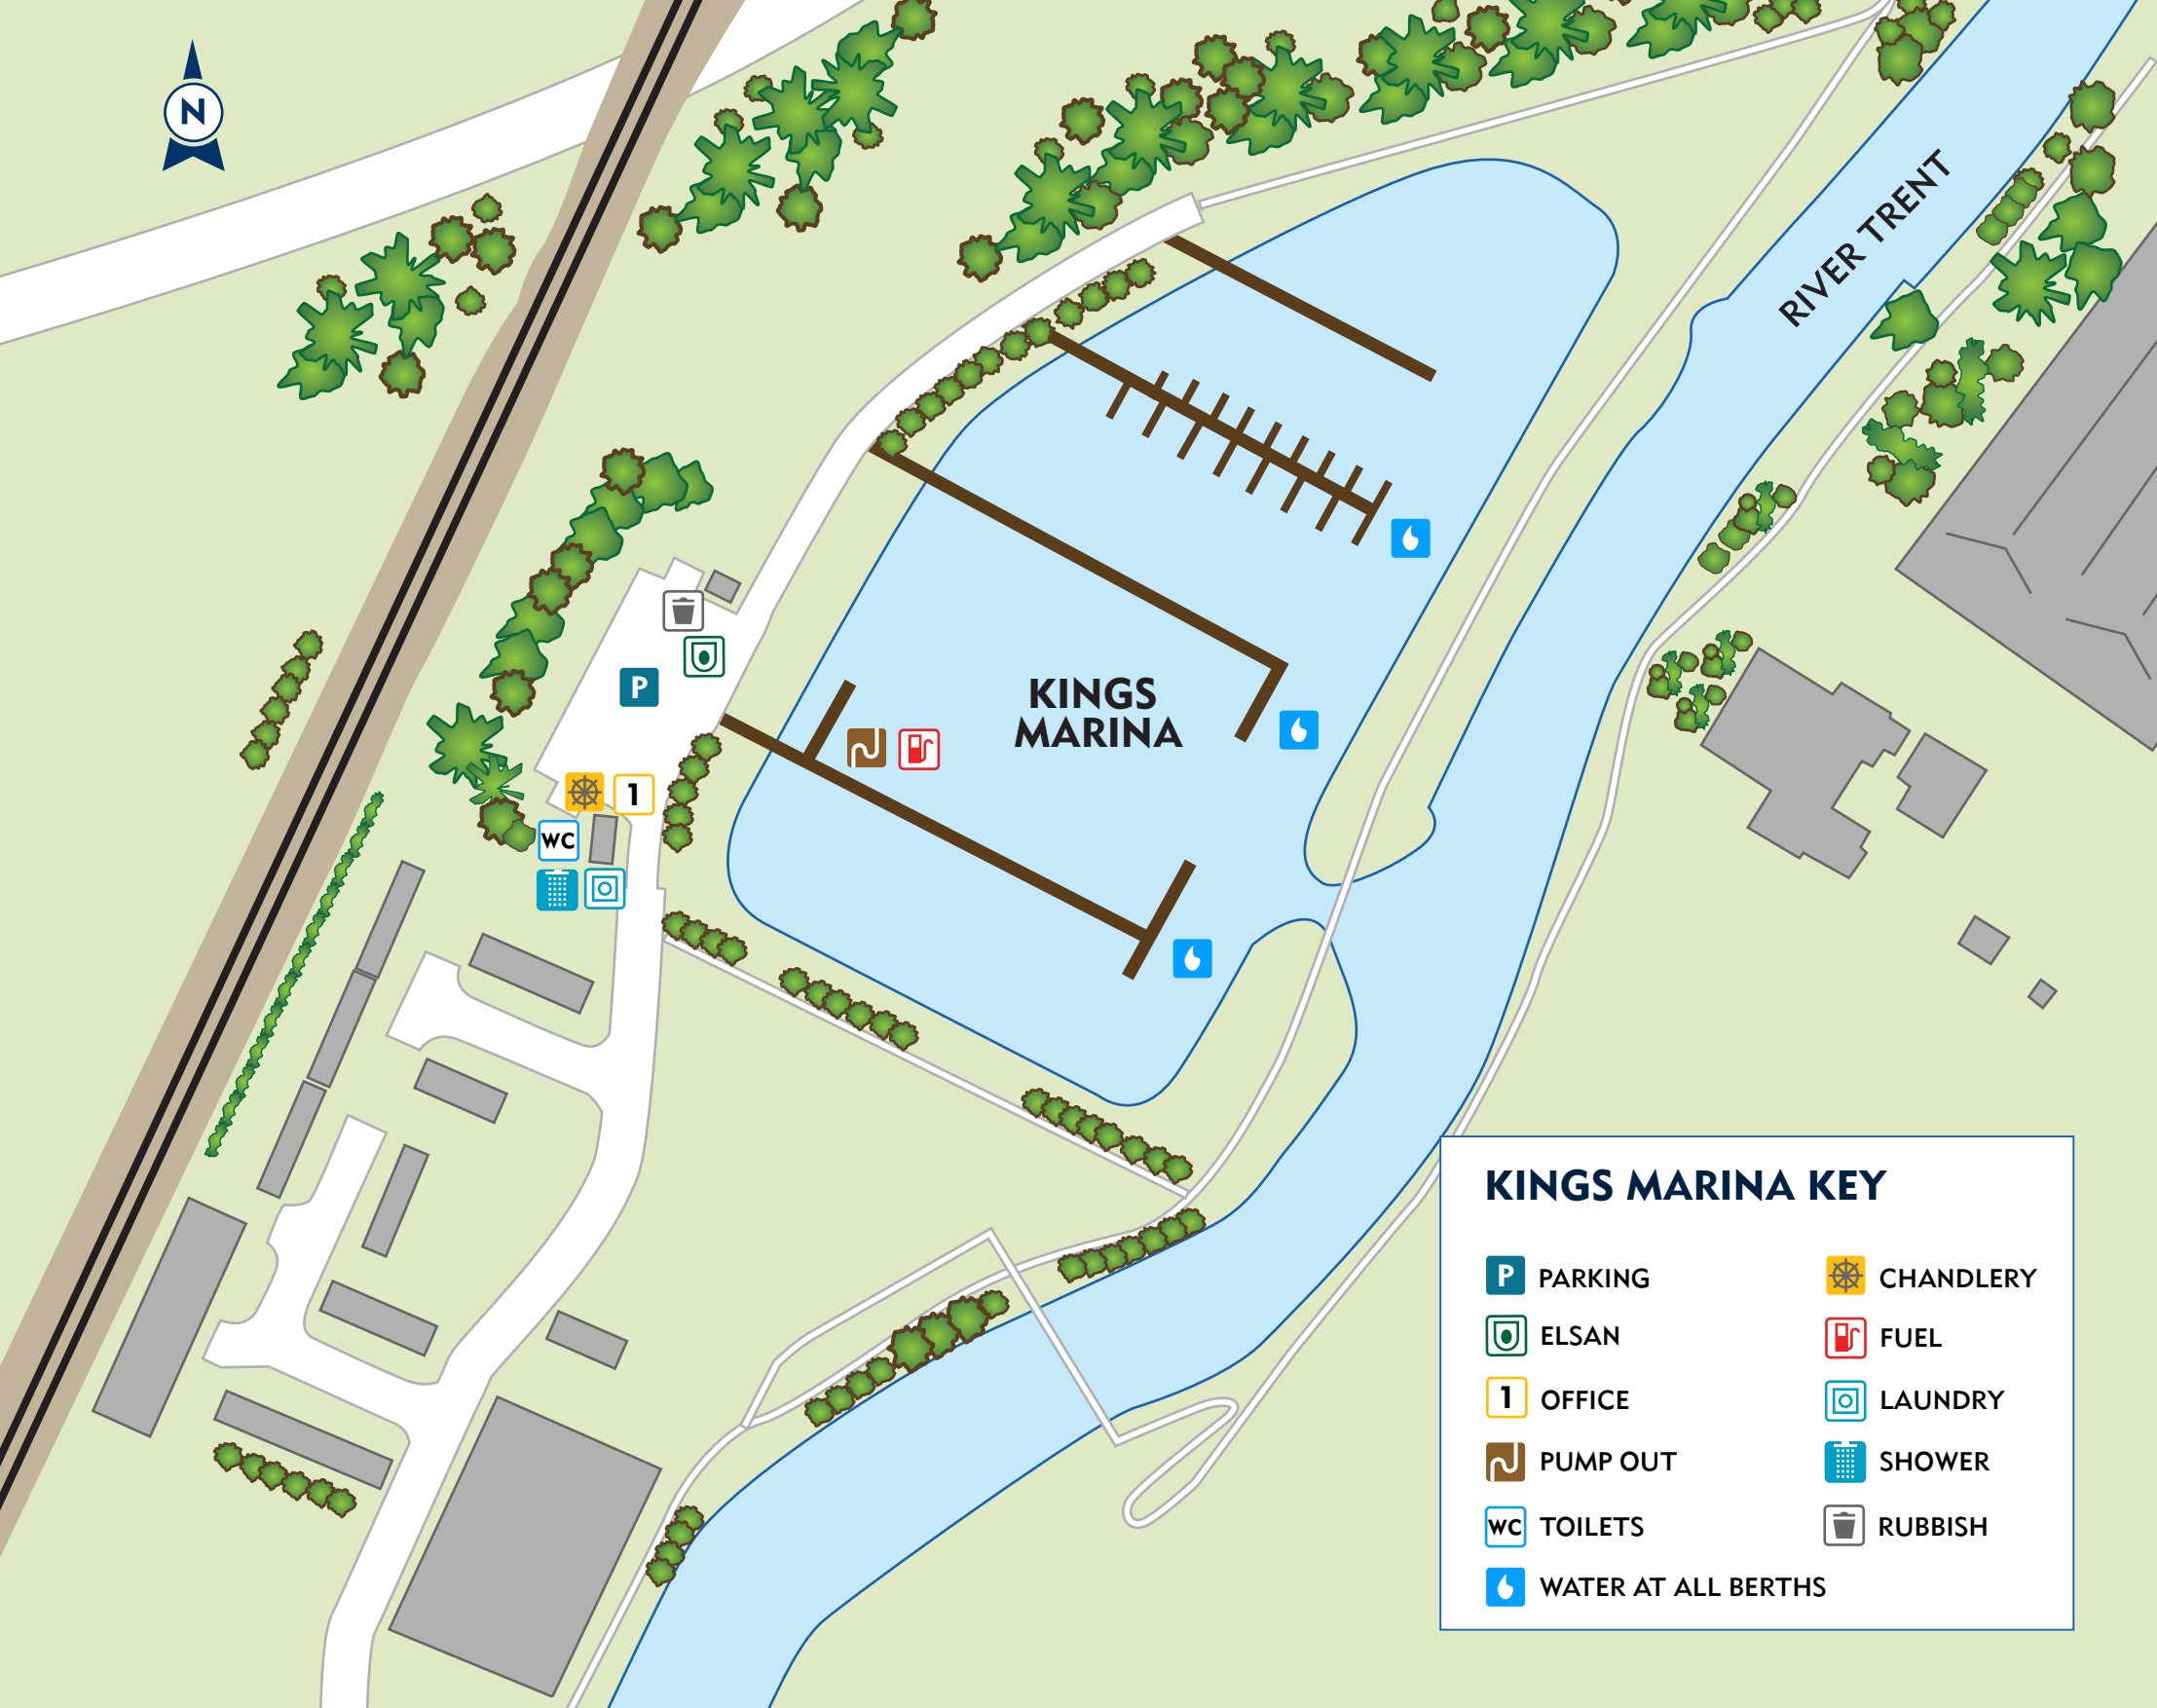 N
RIVER TRENT
P
KINGS
MARINA
1
WC
KINGS MARINA KEY
P PARKING
CHANDLERY
ELSAN
FUEL
1 OFFICE
LAUNDRY
PUMP OUT
SHOWER
WC TOILETS
RUBBISH
WATER AT ALL BERTHS